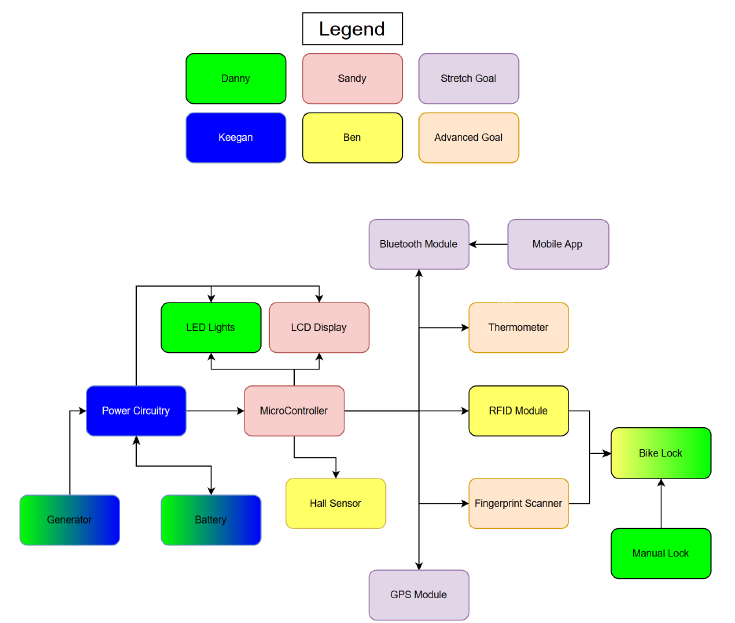 Legend
Danny
Sandy
Stretch Goal
Keegan
Ben
Advanced Goal
Bluetooth Module
Mobile App
LED Lights
LCD Display
Thermometer
Power Circuitry
MicroController
RFID Module
Bike Lock
Hall Sensor
Fingerprint Scanner
Generator
Battery
Manual Lock
GPS Module